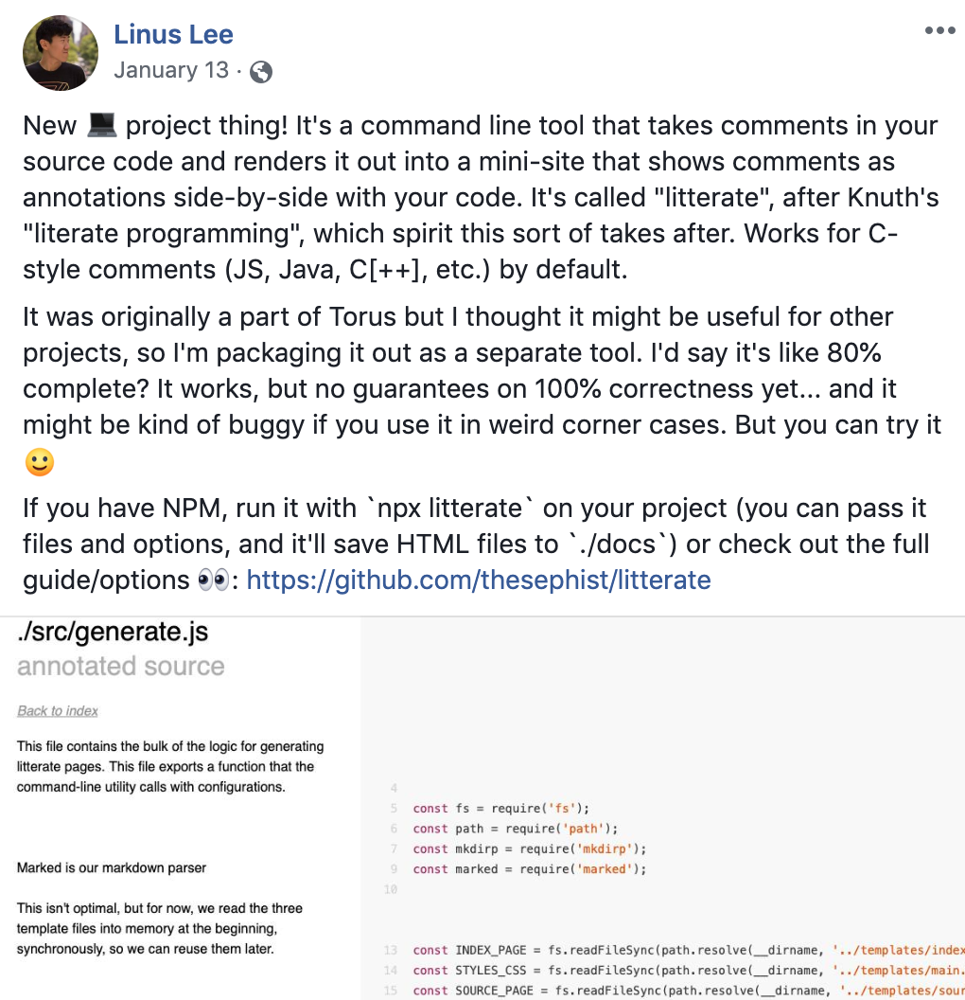 Linus Lee
January 13 ·
New 💻 project thing! It's a command line tool that takes comments in your
source code and renders it out into a mini-site that shows comments as
annotations side-by-side with your code. It's called "litterate", after Knuth's
"literate programming", which spirit this sort of takes after. Works for C-
style comments (JS, Java, C[++], etc.) by default.
It was originally a part of Torus but I thought it might be useful for other
projects, so I'm packaging it out as a separate tool. I'd say it's like 80%
complete? It works, but no guarantees on 100% correctness yet... and it
might be kind of buggy if you use it in weird corner cases. But you can try it
🙂
If you have NPM, run it with `npx litterate` on your project (you can pass it
files and options, and it'll save HTML files to `./docs`) or check out the full
guide/options 👀: https://github.com/thesephist/litterate
./src/generate.js
annotated source
Back to index
This file contains the bulk of the logic for generating
litterate pages. This file exports a function that the
command-line utility calls with configurations.
4
5 const fs = require('fs');
6 const path = require('path');
7 const mkdirp = require('mkdirp');
Marked is our markdown parser
9 const marked = require('marked');
10
This isn't optimal, but for now, we read the three
template files into memory at the beginning,
synchronously, so we can reuse them later.
13 const INDEX_PAGE = fs.readFileSync(path.resolve(__dirname, '../templates/index
14 const STYLES_CSS = fs.readFileSync(path.resolve(__dirname, '../templates/main.
15 const SOURCE_PAGE = fs.readFileSync(path.resolve(__dirname, '../templates/sour